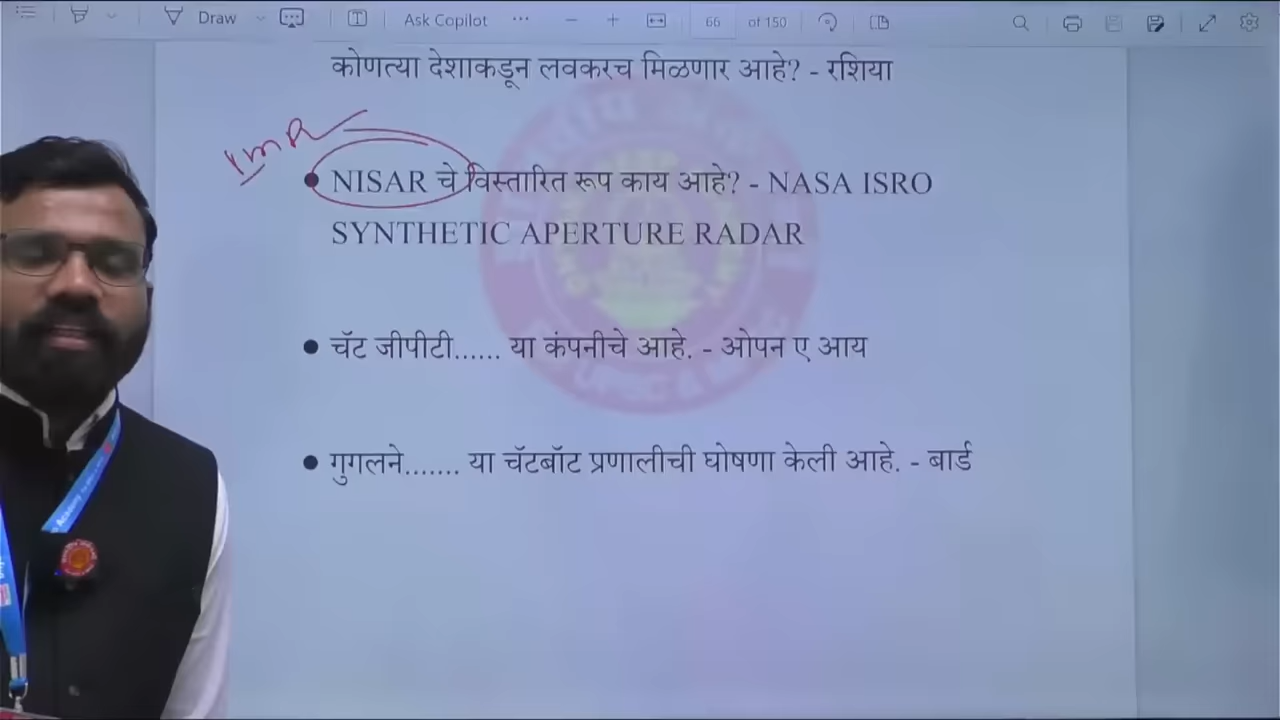 Draw
Ask Copilot
66 of 150
कोणत्या देशाकडून लवकरच मिळणार आहे? - रशिया
IMP
● NISAR चे विस्तारित रूप काय आहे? - NASA ISRO
SYNTHETIC APERTURE RADAR
● चॅट जीपीटी...... या कंपनीचे आहे. - ओपन ए आय
● गुगलने....... या चॅटबॉट प्रणालीची घोषणा केली आहे. - बार्ड